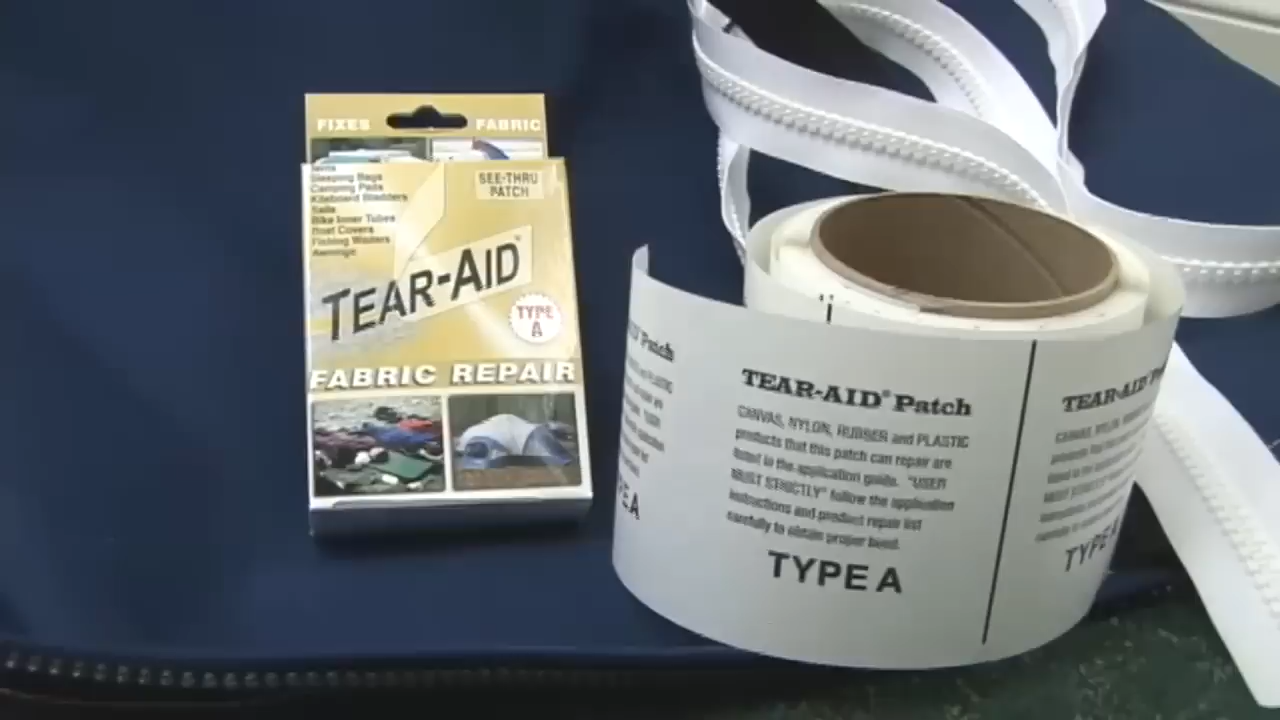 FIXES FABRIC
Tents
Sleeping Bags
Camping Pads
Kiteboard Bladders
Sails
Bike Inner Tubes
Boat Covers
Fishing Waders
Awnings
SEE-THRU
PATCH
TEAR-AID
TYPE
A
FABRIC REPAIR
Patch
TEAR-AID® Patch
CANVAS, NYLON, RUBBER and PLASTIC
products that this patch can repair are
listed in the application guide. "USER
MUST STRICTLY" follow the application
instructions and product repair list
carefully to obtain proper bond.
TYPE A
TEAR-AID
TYPE A